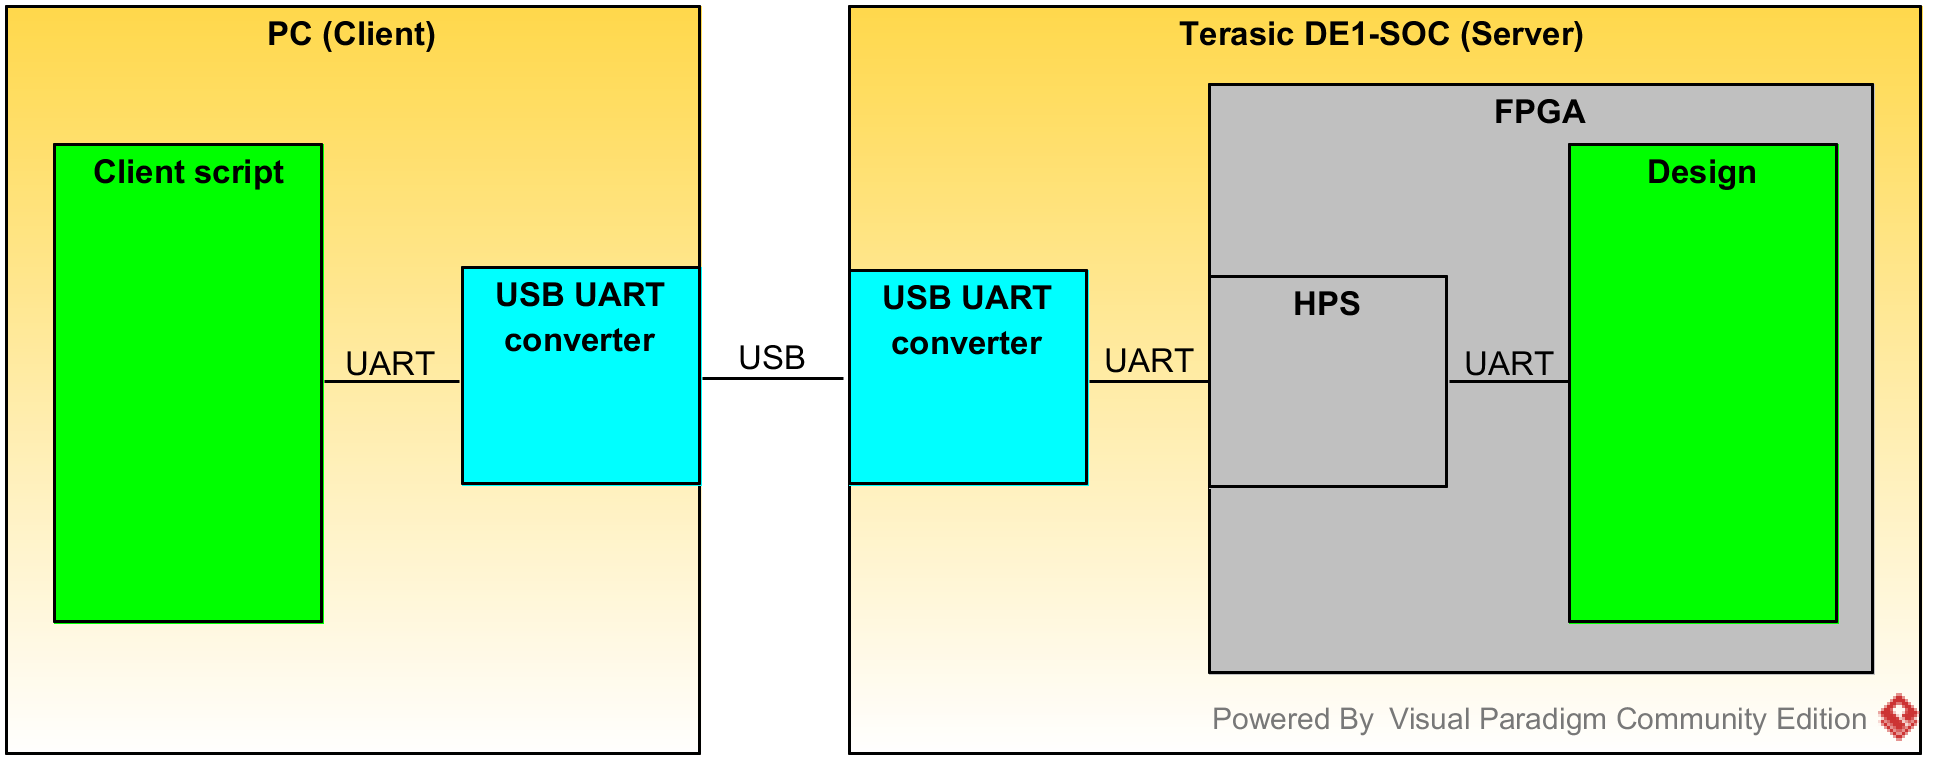 PC (Client)
Client script
UART
USB UART
converter
USB
Terasic DE1-SOC (Server)
USB UART
converter
UART
FPGA
HPS
UART
Design
Powered By Visual Paradigm Community Edition